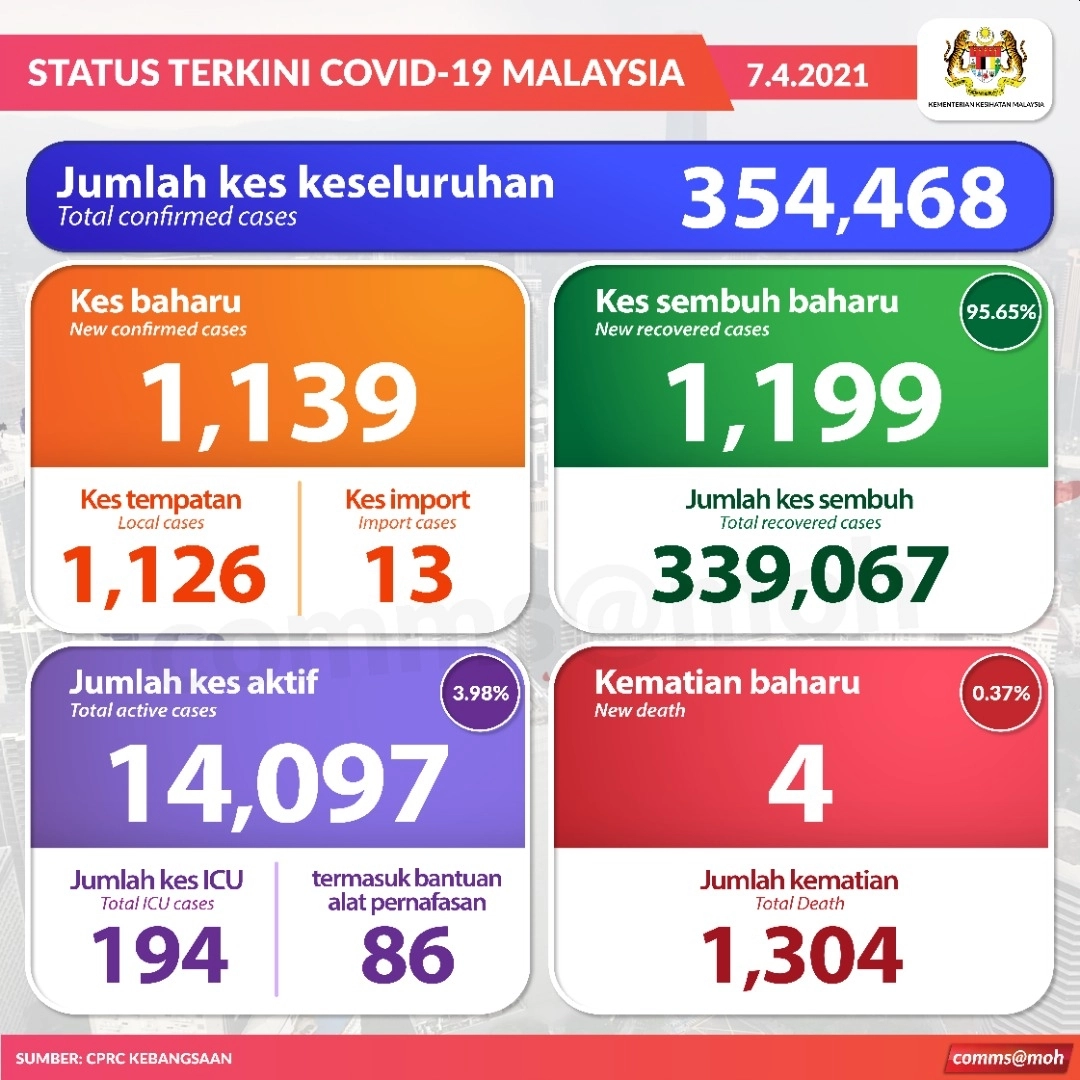 STATUS TERKINI COVID-19 MALAYSIA
7.4.2021
KEMENTERIAN KESIHATAN MALAYSIA
Jumlah kes keseluruhan
Total confirmed cases
354,468
Kes baharu
New confirmed cases
1,139
Kes tempatan
Local cases
1,126
Kes import
Import cases
13
Kes sembuh baharu
New recovered cases
95.65%
1,199
Jumlah kes sembuh
Total recovered cases
339,067
comms@moh
Jumlah kes aktif
Total active cases
3.98%
14,097
Jumlah kes ICU
Total ICU cases
194
termasuk bantuan
alat pernafasan
86
Kematian baharu
New death
0.37%
4
Jumlah kematian
Total Death
1,304
SUMBER: CPRC KEBANGSAAN
comms@moh